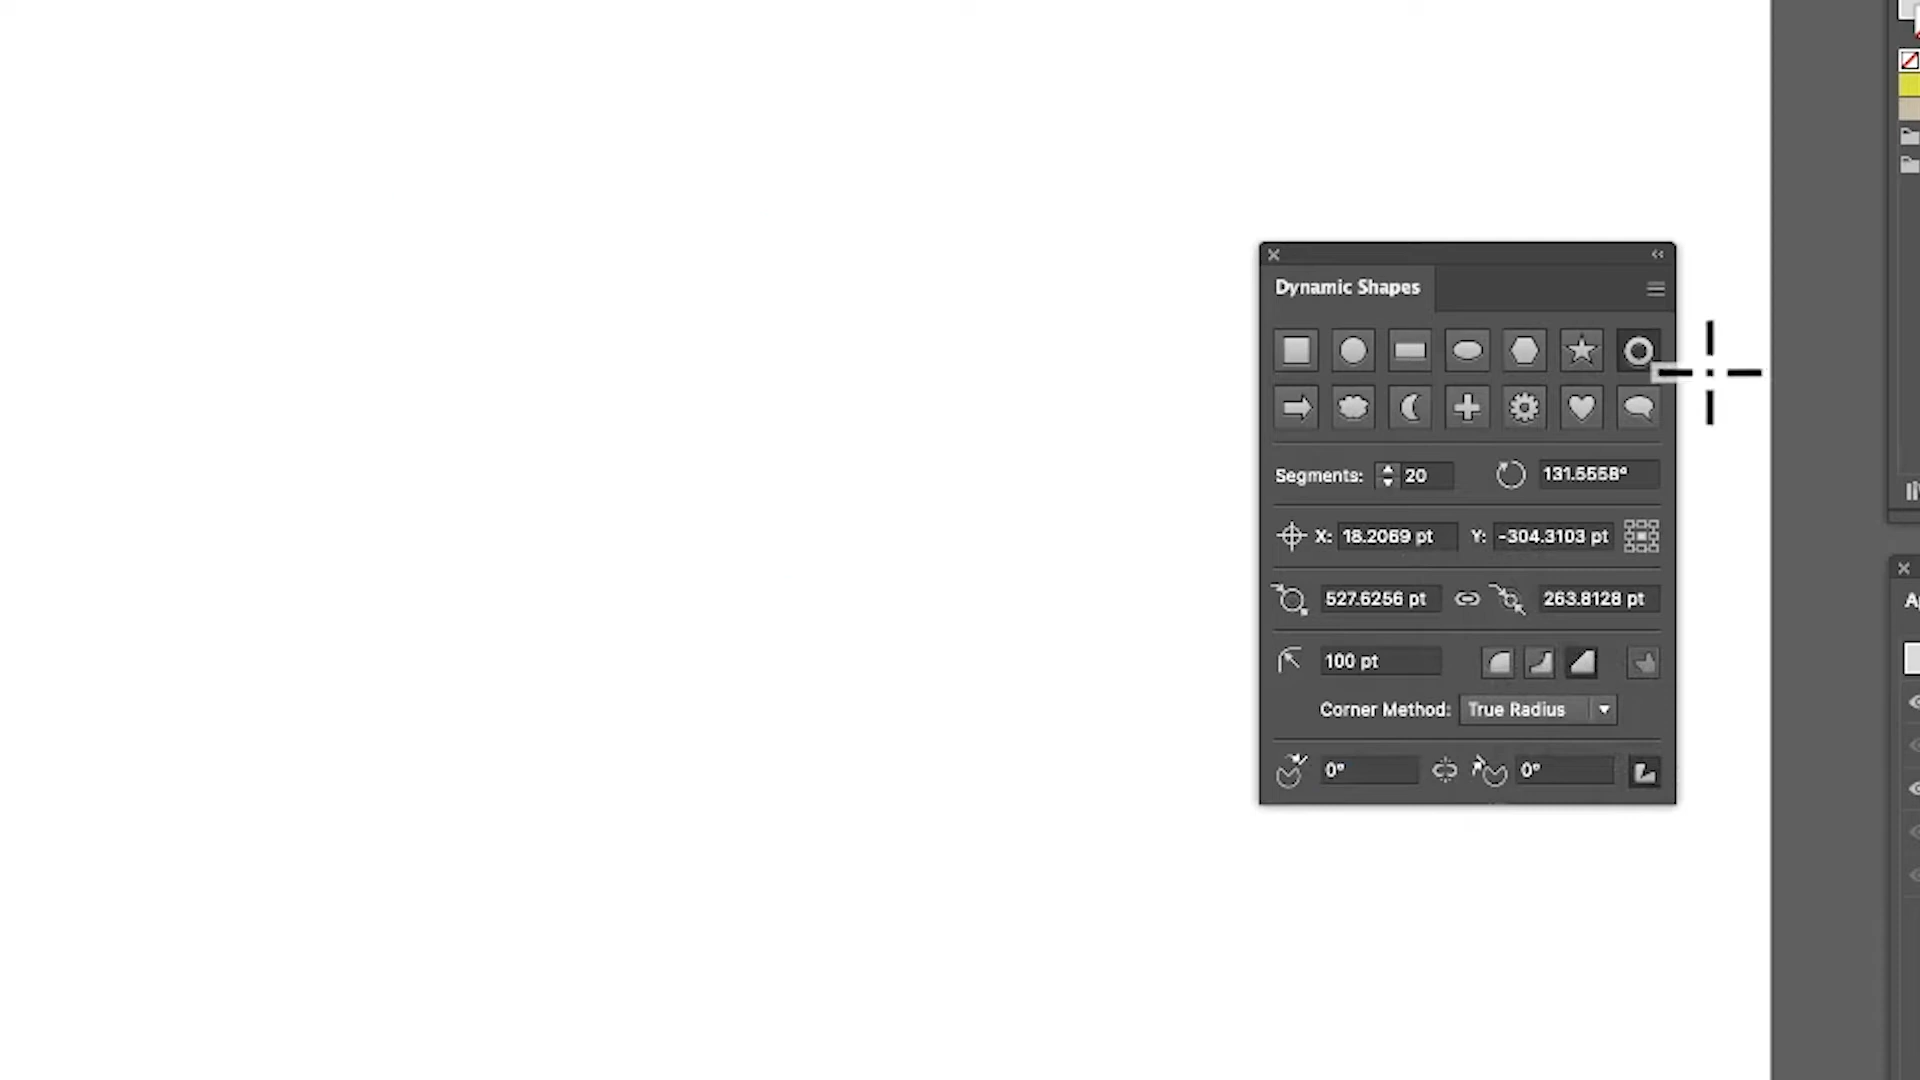 Dynamic Shapes
Segments: 20 131.5558°
X: 18.2069 pt Y: -304.3103 pt
527.6256 pt 263.8128 pt
100 pt
Corner Method: True Radius
0° 0°